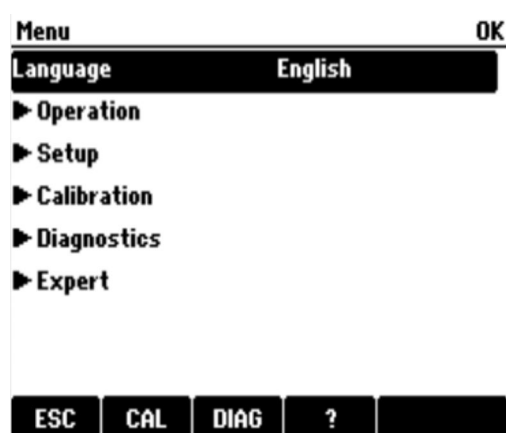 Menu OK
Language English
Operation
Setup
Calibration
Diagnostics
Expert
ESC CAL DIAG ?